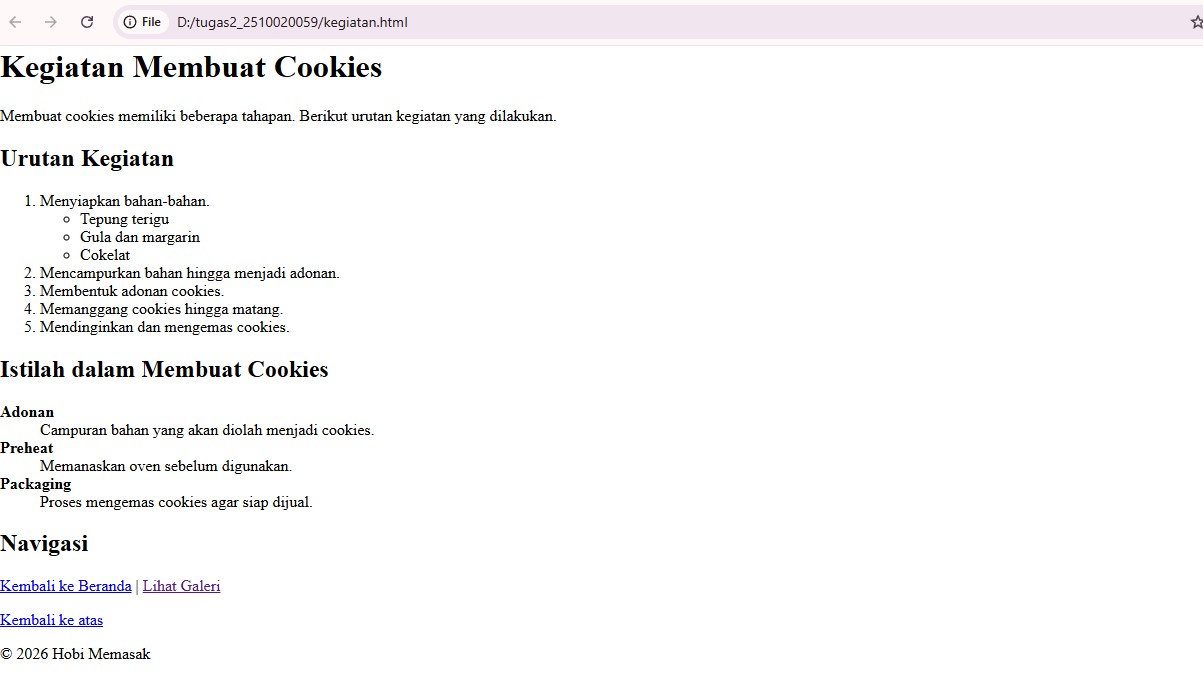 File D:/tugas2_2510020059/kegiatan.html
Kegiatan Membuat Cookies
Membuat cookies memiliki beberapa tahapan. Berikut urutan kegiatan yang dilakukan.
Urutan Kegiatan
1. Menyiapkan bahan-bahan.
Tepung terigu
Gula dan margarin
Cokelat
2. Mencampurkan bahan hingga menjadi adonan.
3. Membentuk adonan cookies.
4. Memanggang cookies hingga matang.
5. Mendinginkan dan mengemas cookies.
Istilah dalam Membuat Cookies
Adonan
Campuran bahan yang akan diolah menjadi cookies.
Preheat
Memanaskan oven sebelum digunakan.
Packaging
Proses mengemas cookies agar siap dijual.
Navigasi
Kembali ke Beranda | Lihat Galeri
Kembali ke atas
© 2026 Hobi Memasak